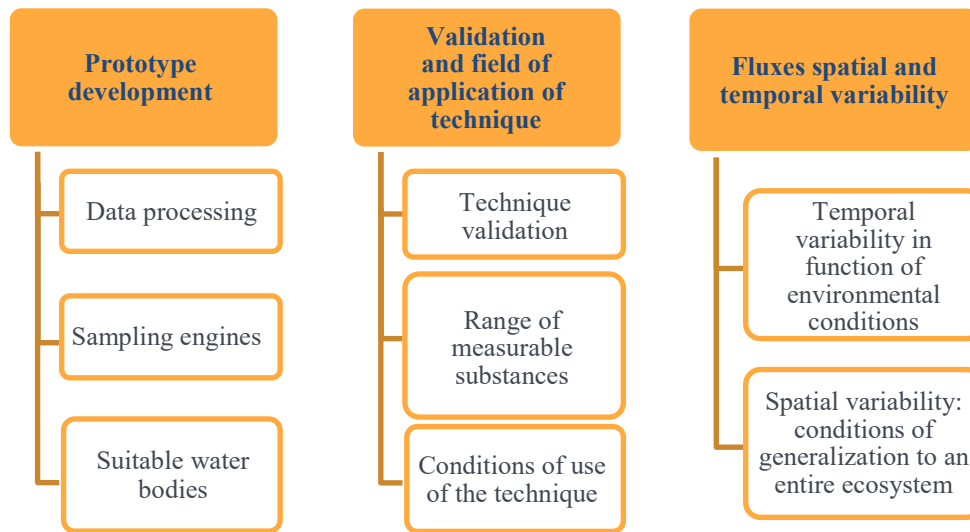 Prototype
development
Data processing
Sampling engines
Suitable water
bodies
Validation
and field of
application of
technique
Technique
validation
Range of
measurable
substances
Conditions of use
of the technique
Fluxes spatial and
temporal variability
Temporal
variability in
function of
environmental
conditions
Spatial variability:
conditions of
generalization to an
entire ecosystem